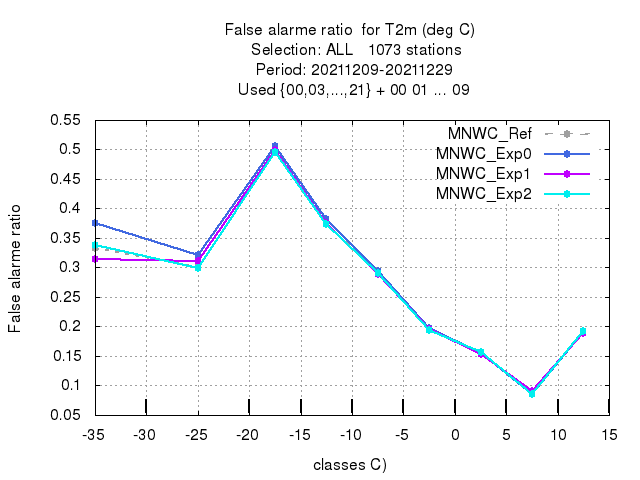 False alarme ratio  for T2m (deg C)
Selection: ALL   1073 stations
Period: 20211209-20211229
Used {00,03,...,21} + 00 01 ... 09
MNWC_Ref
MNWC_Exp0
MNWC_Exp1
MNWC_Exp2
False alarme ratio
0.55
0.5
0.45
0.4
0.35
0.3
0.25
0.2
0.15
0.1
0.05
-35 -30 -25 -20 -15 -10 -5 0 5 10 15
classes C)